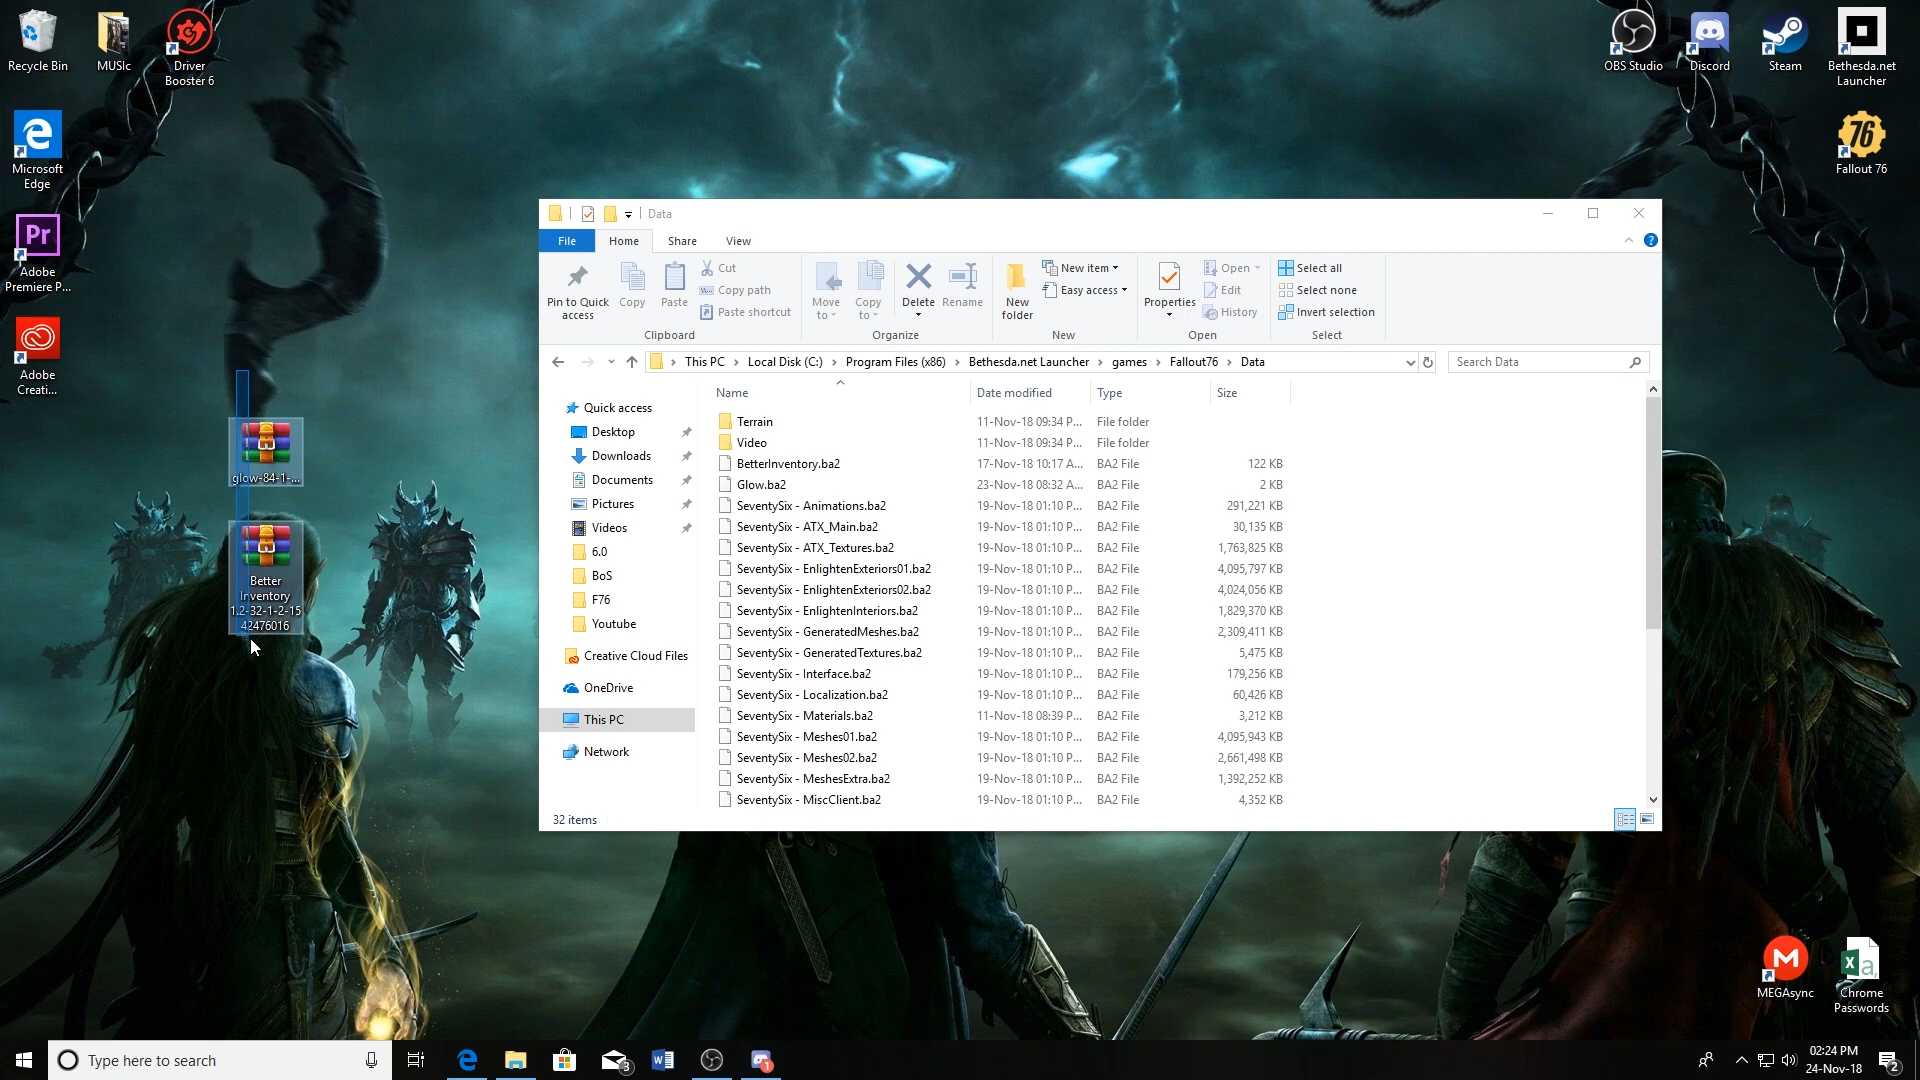 Recycle Bin
MUSIc
Driver
Booster 6
Microsoft
Edge
Pr
Adobe
Premiere P...
Adobe
Creati...
glow-84-1-...
Better
Inventory
1.2-32-1-2-15
42476016
OBS Studio
Discord
Steam
Bethesda.net
Launcher
76
Fallout 76
Data
File
Home
Share
View
Pin to Quick
access
Copy
Paste
Cut
Copy path
Paste shortcut
Clipboard
Move
to
Copy
to
Delete
Rename
Organize
New
folder
New item
Easy access
New
Properties
Open
Edit
History
Open
Select all
Select none
Invert selection
Select
This PC
Local Disk (C:)
Program Files (x86)
Bethesda.net Launcher
games
Fallout76
Data
Search Data
Quick access
Desktop
Downloads
Documents
Pictures
Videos
6.0
BoS
F76
Youtube
Creative Cloud Files
OneDrive
This PC
Network
Name Date modified Type Size
Terrain 11-Nov-18 09:34 P... File folder
Video 11-Nov-18 09:34 P... File folder
BetterInventory.ba2 17-Nov-18 10:17 A... BA2 File 122 KB
Glow.ba2 23-Nov-18 08:32 A... BA2 File 2 KB
SeventySix - Animations.ba2 19-Nov-18 01:10 P... BA2 File 291,221 KB
SeventySix - ATX_Main.ba2 19-Nov-18 01:10 P... BA2 File 30,135 KB
SeventySix - ATX_Textures.ba2 19-Nov-18 01:10 P... BA2 File 1,763,825 KB
SeventySix - EnlightenExteriors01.ba2 19-Nov-18 01:10 P... BA2 File 4,095,797 KB
SeventySix - EnlightenExteriors02.ba2 19-Nov-18 01:10 P... BA2 File 4,024,056 KB
SeventySix - EnlightenInteriors.ba2 19-Nov-18 01:10 P... BA2 File 1,829,370 KB
SeventySix - GeneratedMeshes.ba2 19-Nov-18 01:10 P... BA2 File 2,309,411 KB
SeventySix - GeneratedTextures.ba2 19-Nov-18 01:10 P... BA2 File 5,475 KB
SeventySix - Interface.ba2 19-Nov-18 01:10 P... BA2 File 179,256 KB
SeventySix - Localization.ba2 19-Nov-18 01:10 P... BA2 File 60,426 KB
SeventySix - Materials.ba2 11-Nov-18 08:39 P... BA2 File 3,212 KB
SeventySix - Meshes01.ba2 19-Nov-18 01:10 P... BA2 File 4,095,943 KB
SeventySix - Meshes02.ba2 19-Nov-18 01:10 P... BA2 File 2,661,498 KB
SeventySix - MeshesExtra.ba2 19-Nov-18 01:10 P... BA2 File 1,392,252 KB
SeventySix - MiscClient.ba2 19-Nov-18 01:10 P... BA2 File 4,352 KB
32 items
M
MEGAsync
X a,
Chrome
Passwords
Type here to search
3
1
02:24 PM
24-Nov-18
2